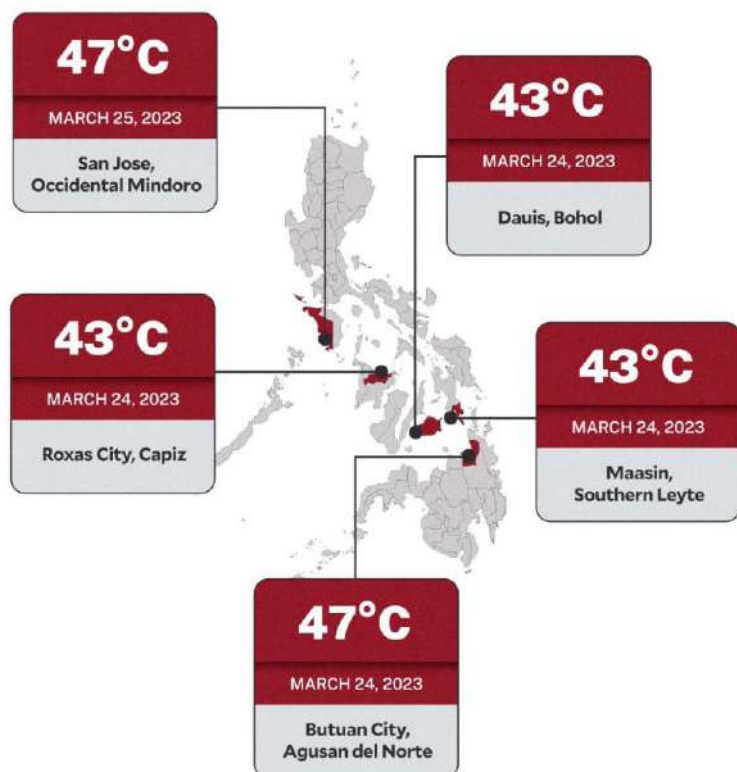 47°C
MARCH 25, 2023
San Jose,
Occidental Mindoro
43°C
MARCH 24, 2023
Dauis, Bohol
43°C
MARCH 24, 2023
Roxas City, Capiz
43°C
MARCH 24, 2023
Maasin,
Southern Leyte
47°C
MARCH 24, 2023
Butuan City,
Agusan del Norte